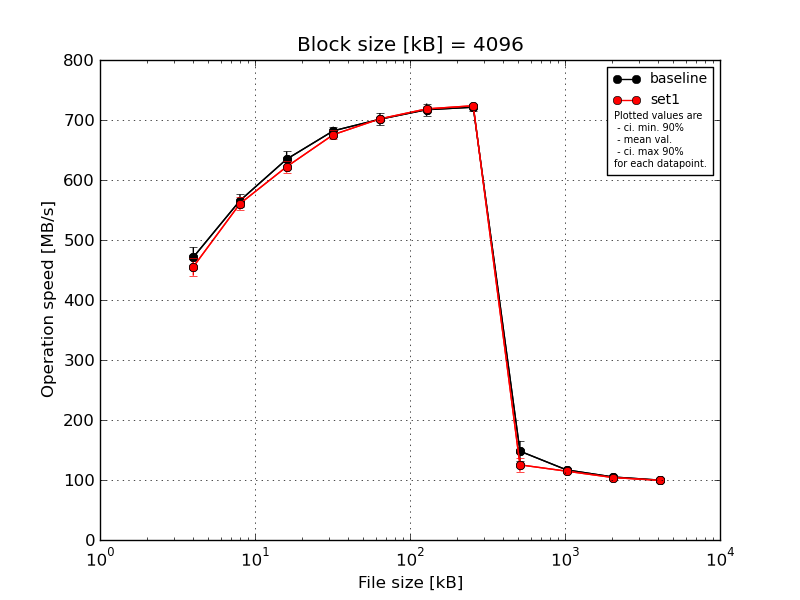 Block size [kB] = 4096
800
700
600
500
400
300
200
100
0
Operation speed [MB/s]
baseline
set1
Plotted values are
- ci. min. 90%
- mean val.
- ci. max 90%
for each datapoint.
10^0 10^1 10^2 10^3 10^4
File size [kB]